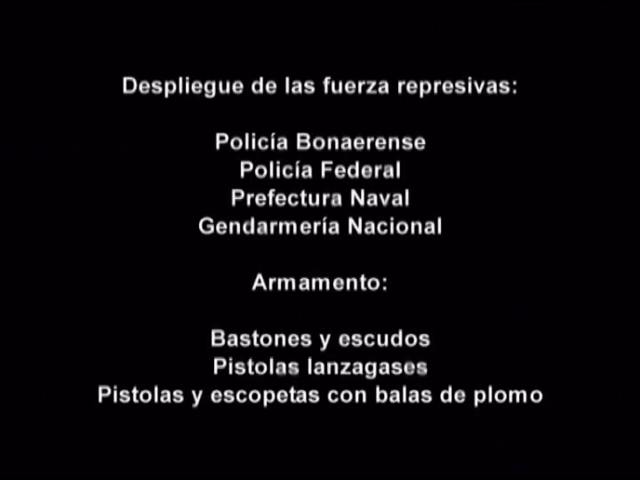 Despliegue de las fuerza represivas:
Policía Bonaerense
Policía Federal
Prefectura Naval
Gendarmería Nacional
Armamento:
Bastones y escudos
Pistolas lanzagases
Pistolas y escopetas con balas de plomo